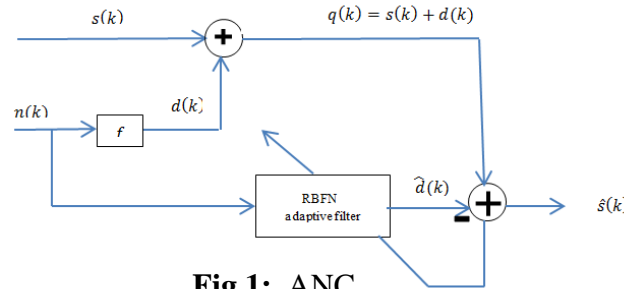 s(k)
q(k) = s(k) + d(k)
n(k)
f
d(k)
RBFN
adaptive filter
d̂(k)
ŝ(k)
Fig 1: ANC